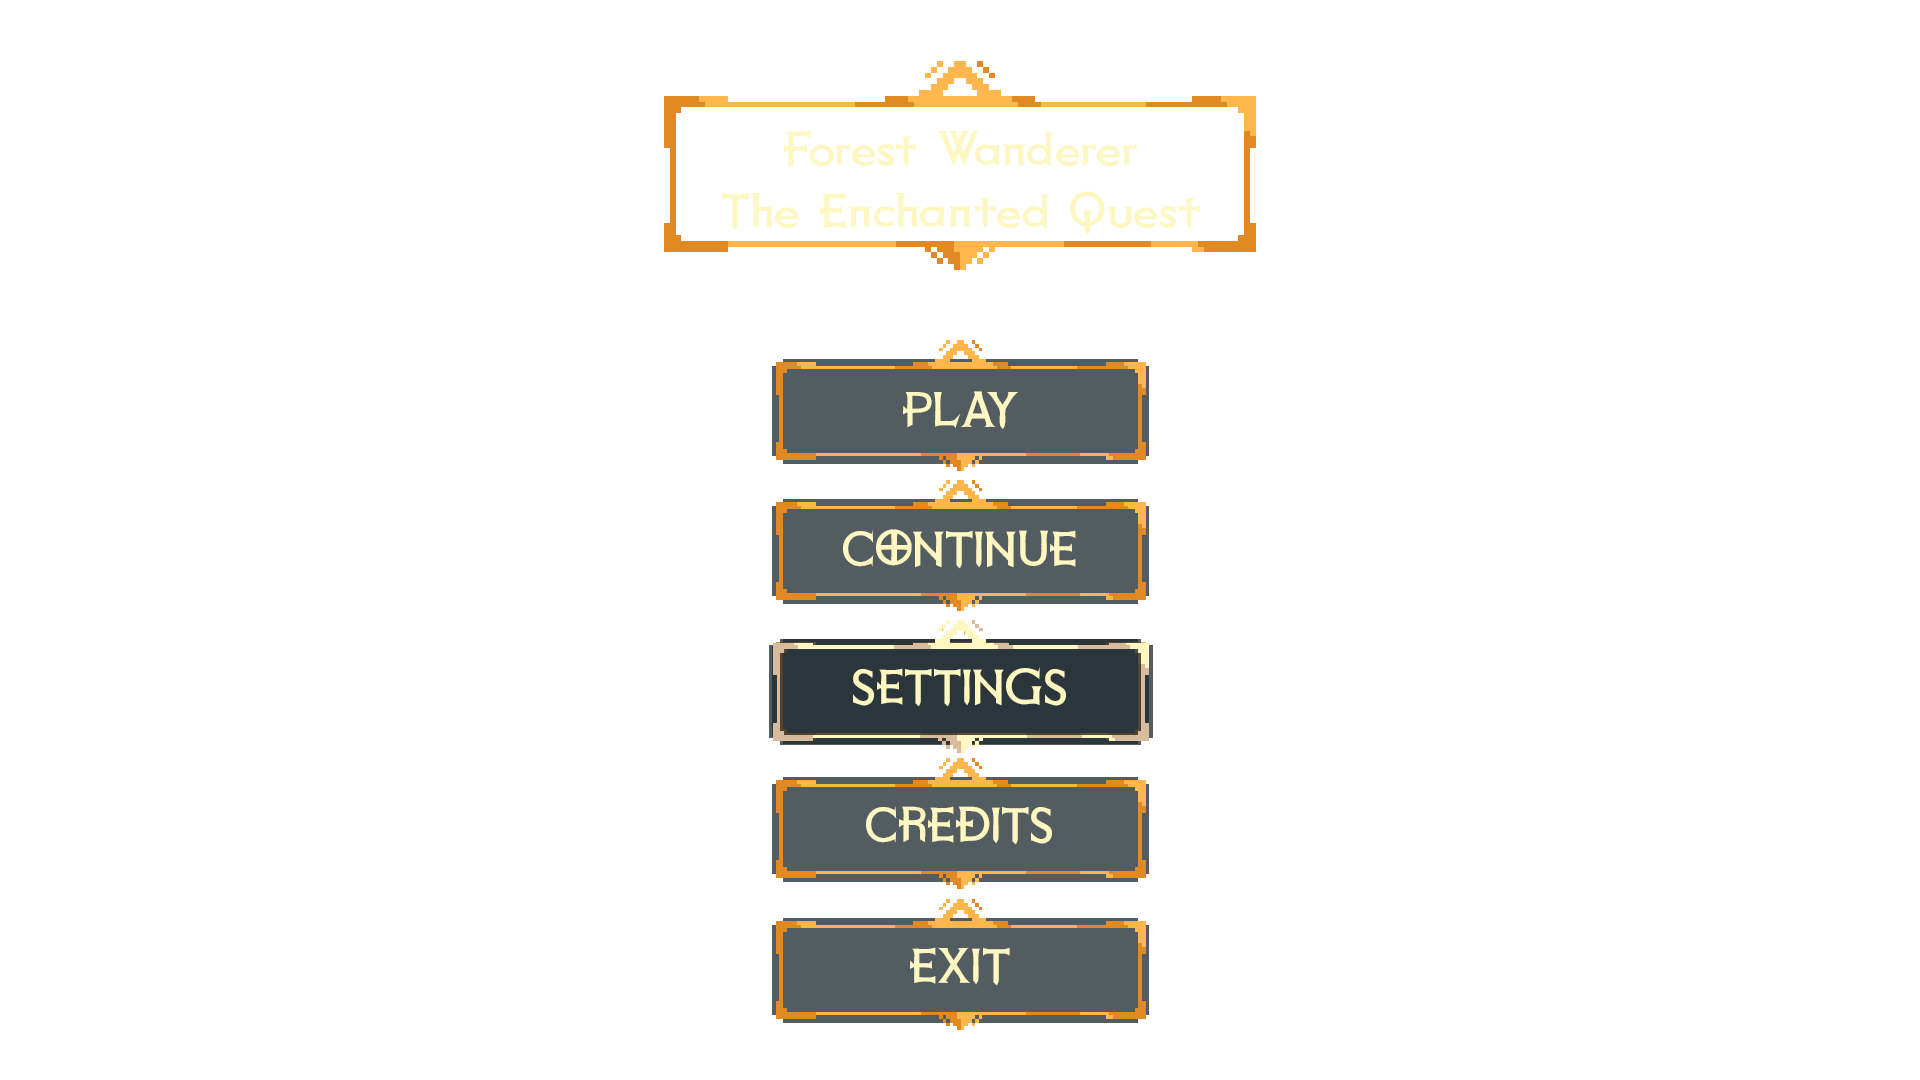 Forest Wanderer
The Enchanted Quest
PLAY
CONTINUE
SETTINGS
CREDITS
EXIT